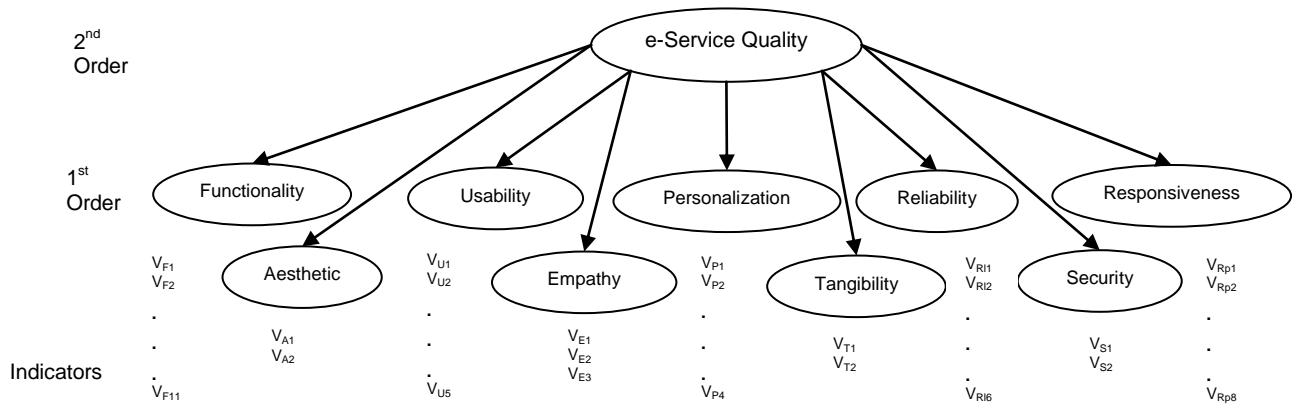 2nd
Order
e-Service Quality
1st
Order
Functionality
Usability
Personalization
Reliability
Responsiveness
Aesthetic
Empathy
Tangibility
Security
Indicators
VF1
VF2
.
.
.
VF11
VA1
VA2
VU1
VU2
.
.
.
VU5
VE1
VE2
VE3
VP1
VP2
.
.
.
VP4
VT1
VT2
VRl1
VRl2
.
.
.
VRl6
VS1
VS2
VRp1
VRp2
.
.
.
VRp8